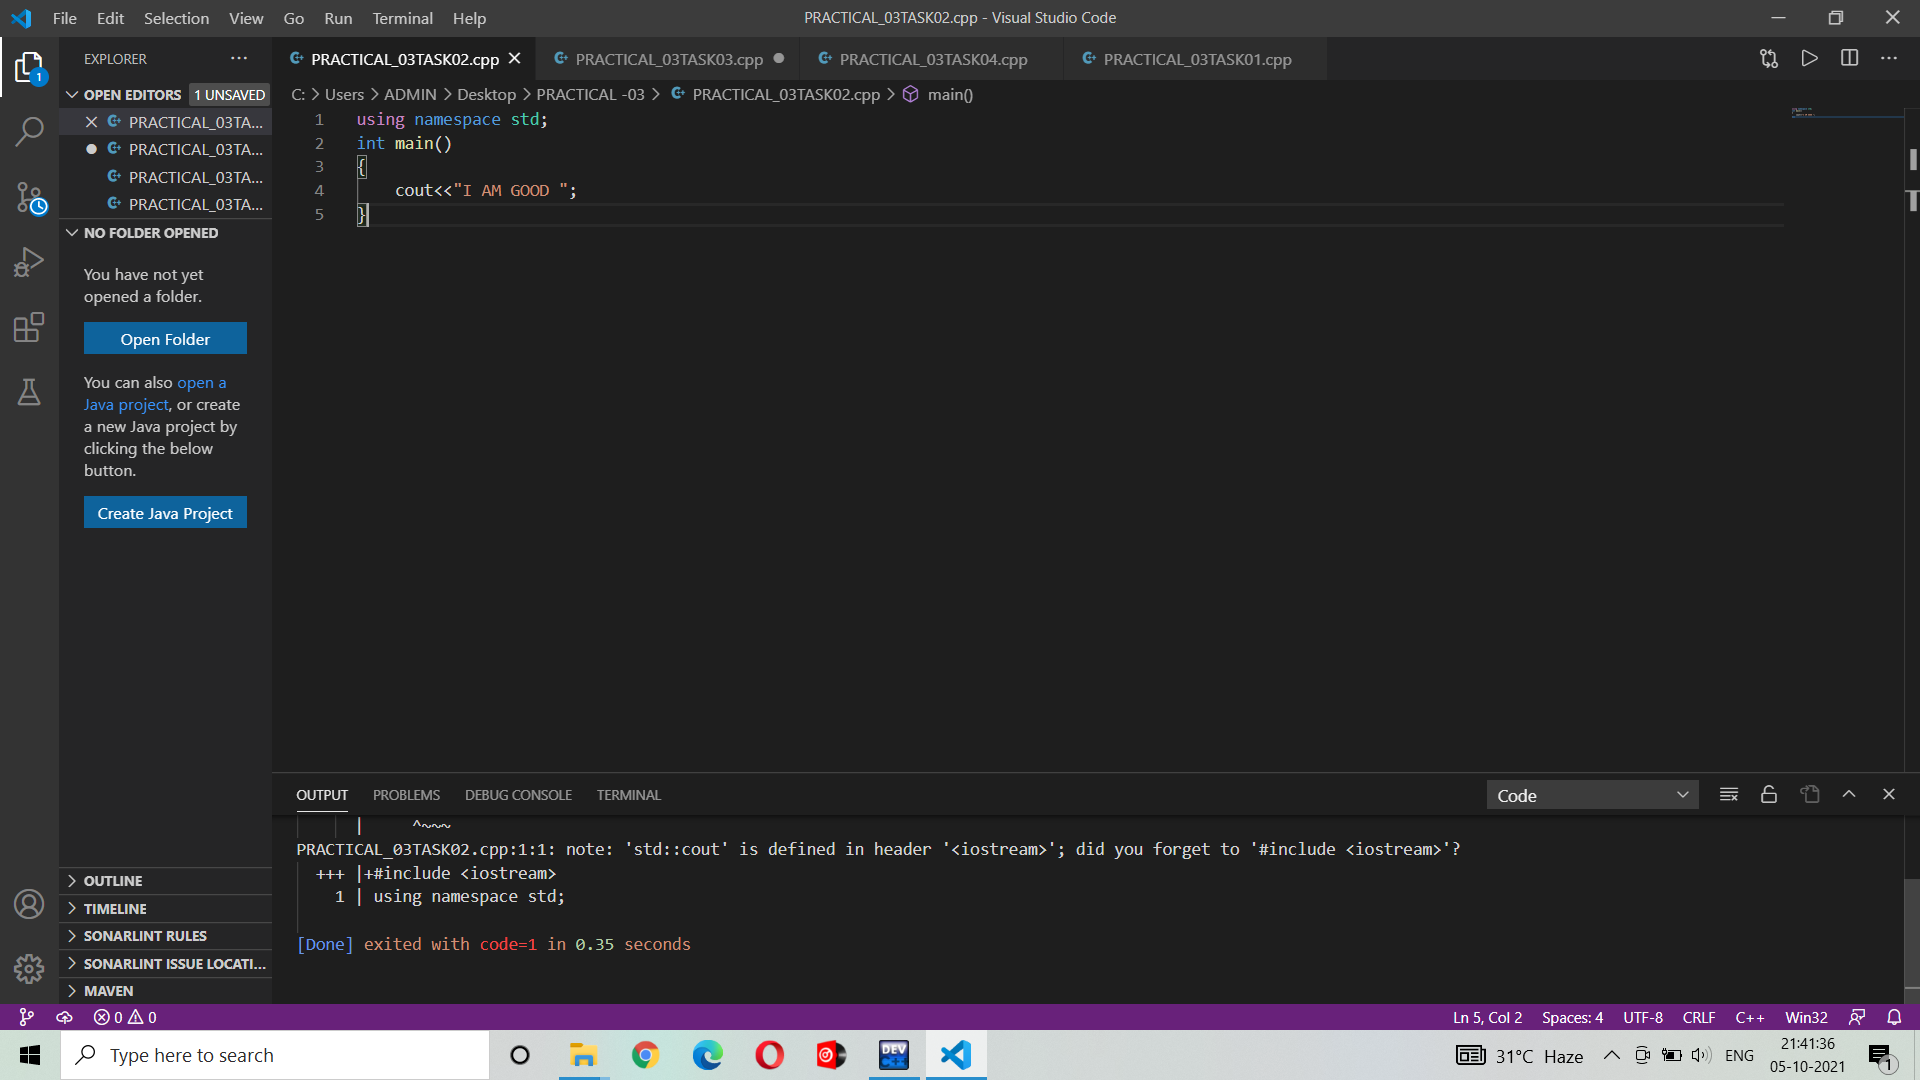 File Edit Selection View Go Run Terminal Help
PRACTICAL_03TASK02.cpp - Visual Studio Code
EXPLORER
PRACTICAL_03TASK02.cpp PRACTICAL_03TASK03.cpp PRACTICAL_03TASK04.cpp PRACTICAL_03TASK01.cpp
1
OPEN EDITORS 1 UNSAVED
C: > Users > ADMIN > Desktop > PRACTICAL -03 > PRACTICAL_03TASK02.cpp > main()
PRACTICAL_03TA...
PRACTICAL_03TA...
PRACTICAL_03TA...
PRACTICAL_03TA...
NO FOLDER OPENED
You have not yet
opened a folder.
Open Folder
You can also open a
Java project, or create
a new Java project by
clicking the below
button.
Create Java Project
OUTLINE
TIMELINE
SONARLINT RULES
SONARLINT ISSUE LOCATI...
MAVEN
1 using namespace std;
2 int main()
3 {
4     cout<<"I AM GOOD ";
5 }
OUTPUT PROBLEMS DEBUG CONSOLE TERMINAL
Code
|     ^~~~
PRACTICAL_03TASK02.cpp:1:1: note: 'std::cout' is defined in header '<iostream>'; did you forget to '#include <iostream>'?
+++ |+#include <iostream>
1 | using namespace std;
[Done] exited with code=1 in 0.35 seconds
0 0
Ln 5, Col 2 Spaces: 4 UTF-8 CRLF C++ Win32
Type here to search
DEV C++
31°C Haze
ENG
21:41:36
05-10-2021
1